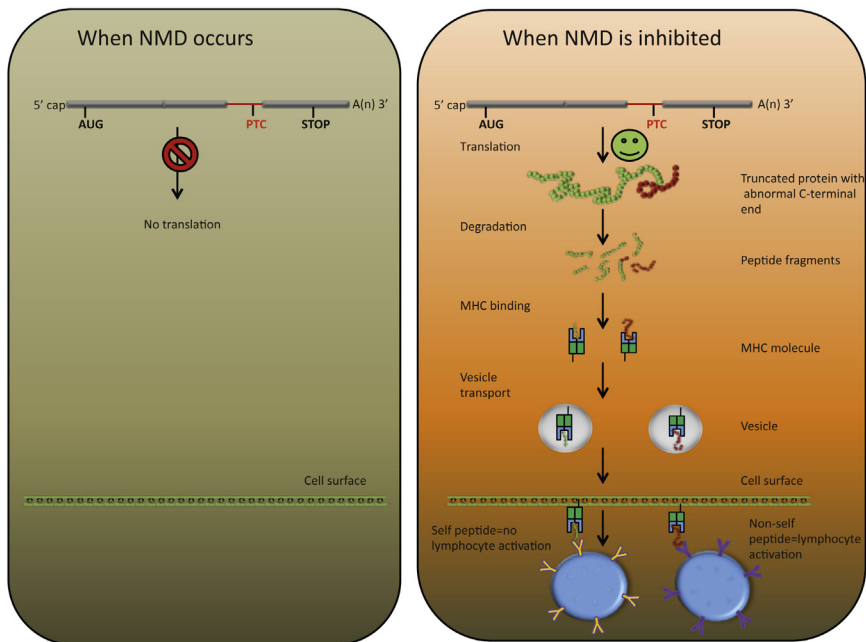 When NMD occurs
5' cap
A(n) 3'
AUG
PTC
STOP
No translation
Cell surface
When NMD is inhibited
5' cap
A(n) 3'
AUG
PTC
STOP
Translation
Truncated protein with
abnormal C-terminal
end
Degradation
Peptide fragments
MHC binding
MHC molecule
Vesicle
transport
Vesicle
Cell surface
Self peptide=no
lymphocyte activation
Non-self
peptide=lymphocyte
activation